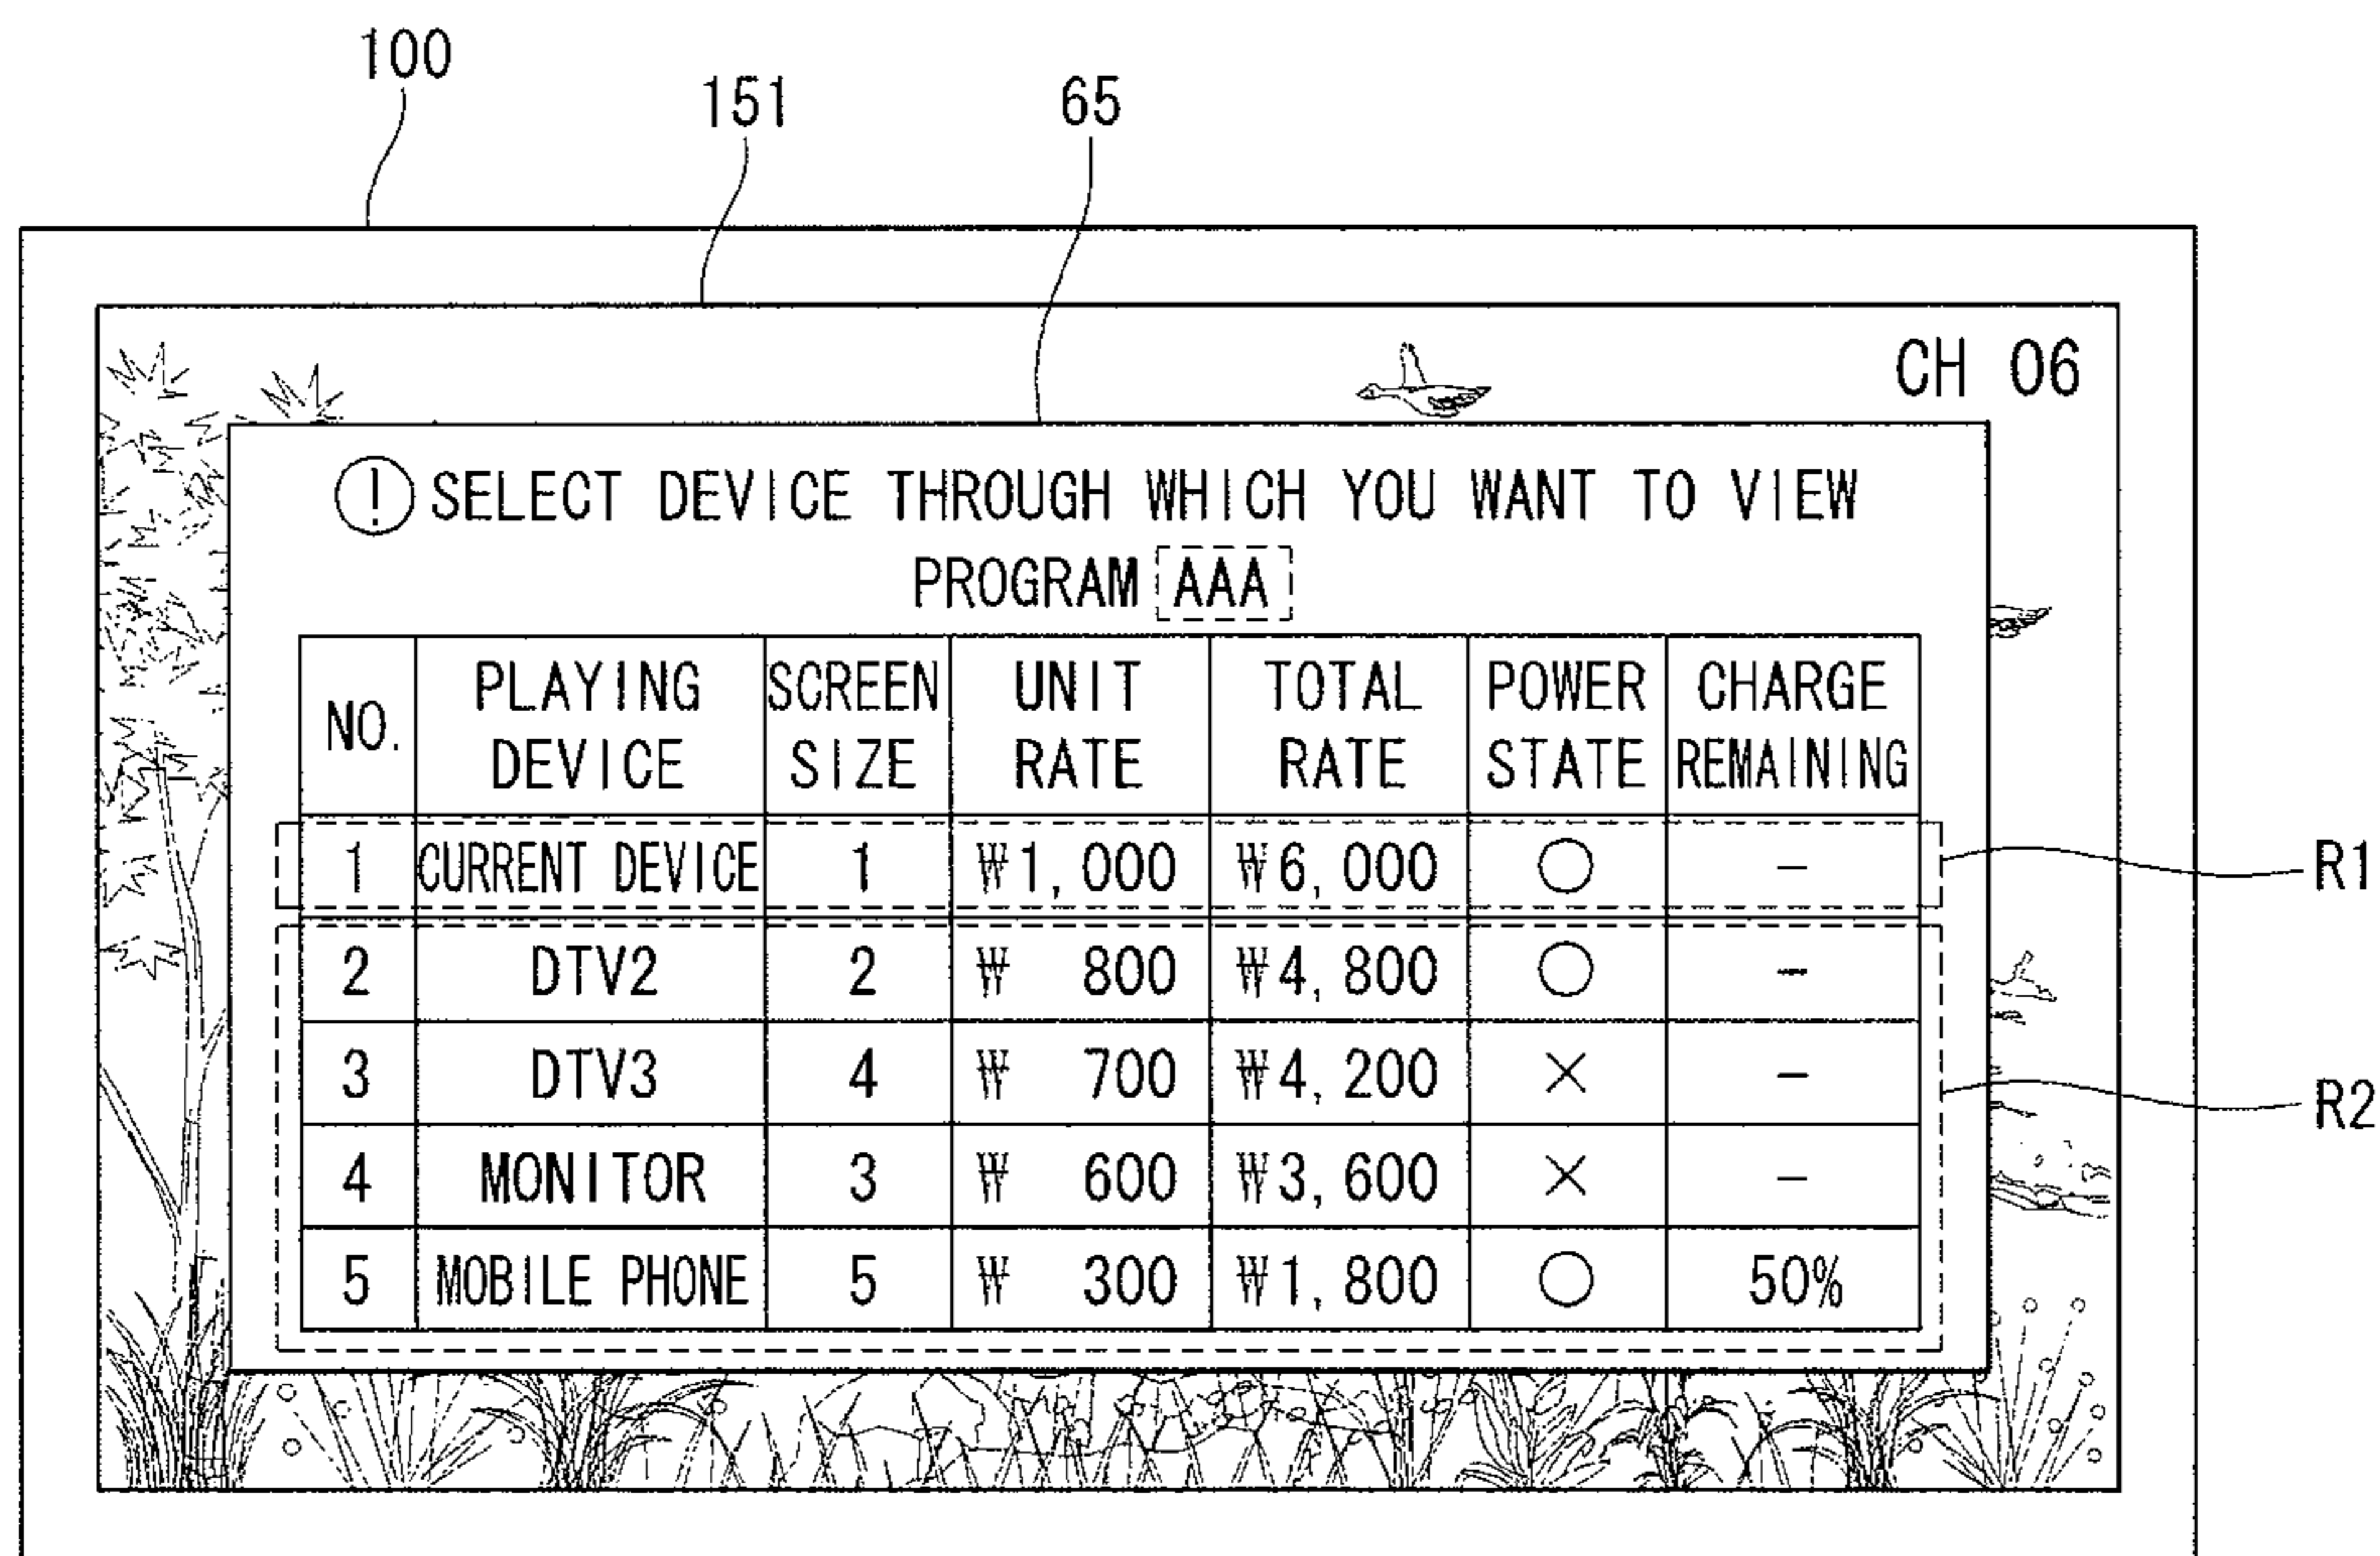 100
151
65
CH 06
! SELECT DEVICE THROUGH WHICH YOU WANT TO VIEW
PROGRAM AAA
NO. PLAYING DEVICE SCREEN SIZE UNIT RATE TOTAL RATE POWER STATE CHARGE REMAINING
1 CURRENT DEVICE 1 ₩1,000 ₩6,000 ○ -
R1
2 DTV2 2 ₩ 800 ₩4,800 ○ -
3 DTV3 4 ₩ 700 ₩4,200 × -
R2
4 MONITOR 3 ₩ 600 ₩3,600 × -
5 MOBILE PHONE 5 ₩ 300 ₩1,800 ○ 50%